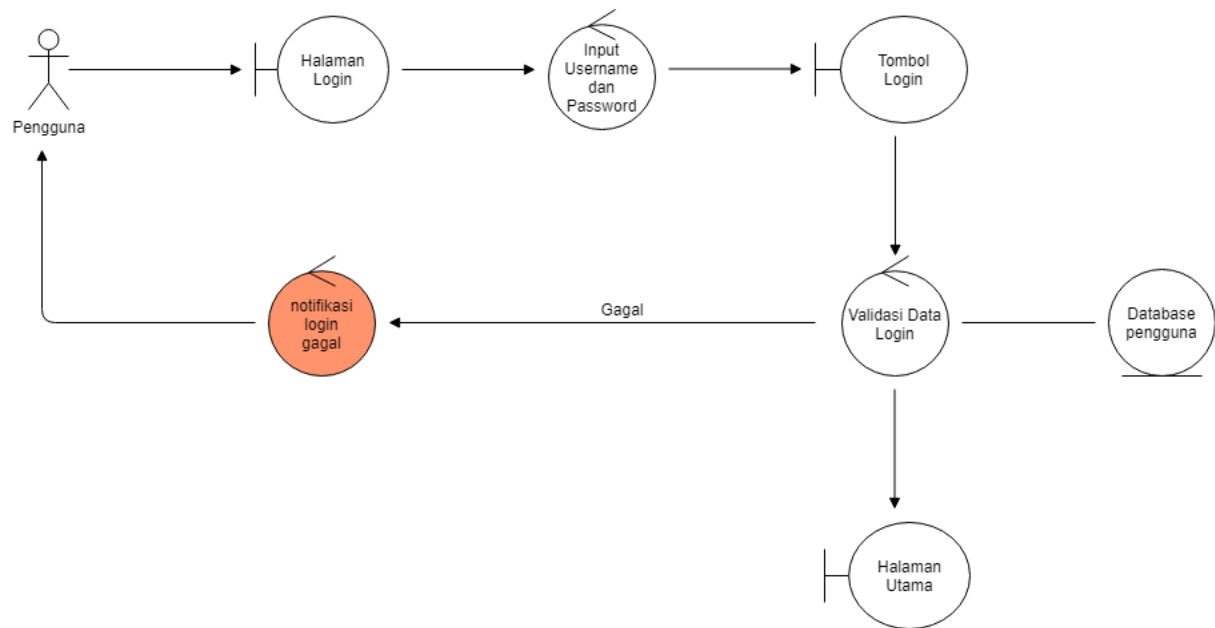 Halaman
Login
Input
Username
dan
Password
Tombol
Login
Pengguna
notifikasi
login
gagal
Gagal
Validasi Data
Login
Database
pengguna
Halaman
Utama